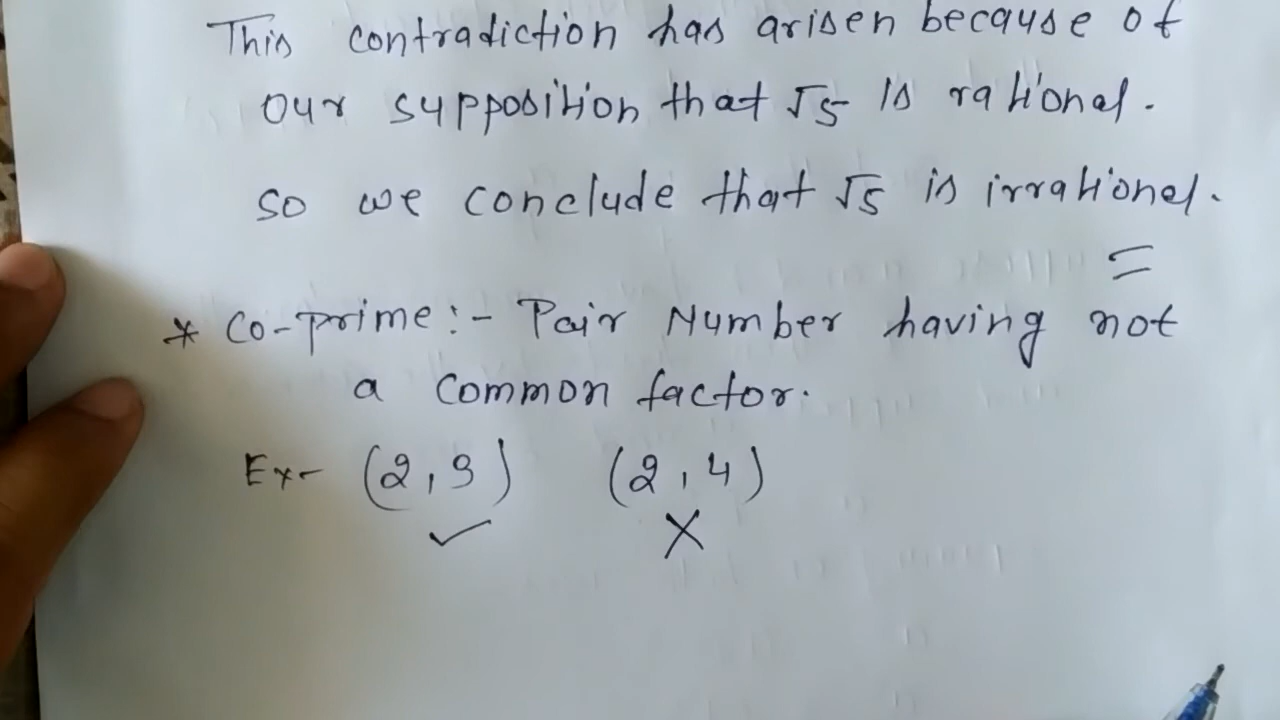 This contradiction has arisen because of
our supposition that √5 is rational.
so we conclude that √5 is irrational.
=
* Co-prime :- Pair Number having not
a common factor.
Ex- (2, 9) (2, 4)
✓ ✗